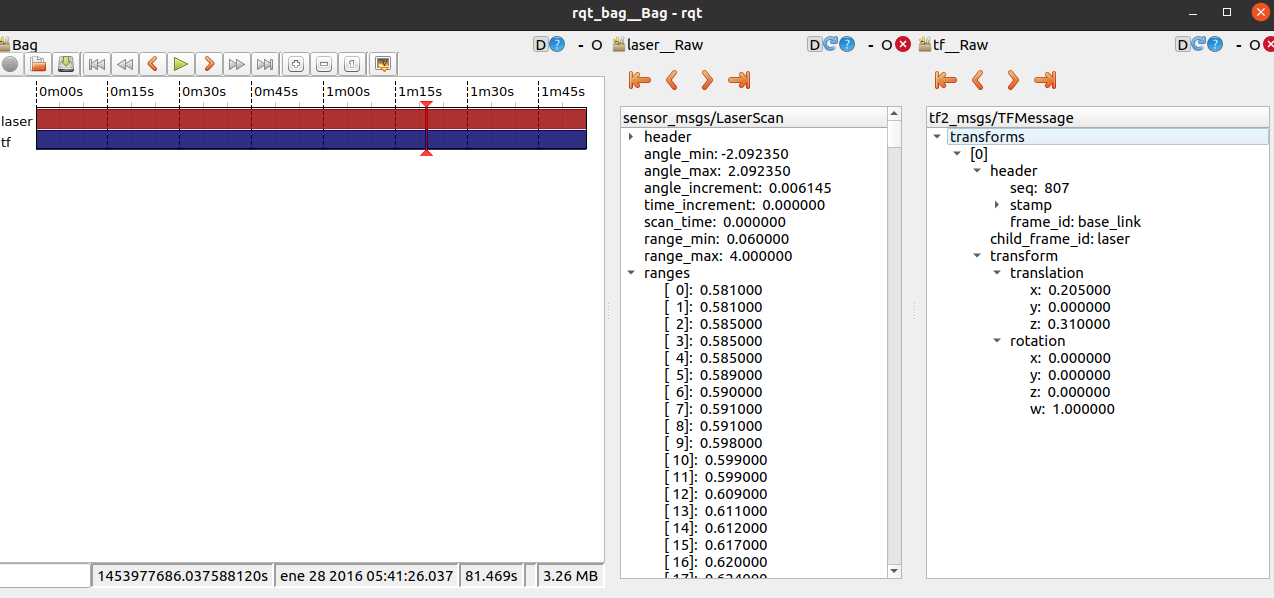 rqt_bag__Bag - rqt
Bag
D ? - O
0m00s 0m15s 0m30s 0m45s 1m00s 1m15s 1m30s 1m45s
laser
tf
1453977686.037588120s ene 28 2016 05:41:26.037 81.469s 3.26 MB
laser__Raw
D ? - O
sensor_msgs/LaserScan
header
angle_min: -2.092350
angle_max: 2.092350
angle_increment: 0.006145
time_increment: 0.000000
scan_time: 0.000000
range_min: 0.060000
range_max: 4.000000
ranges
[ 0]: 0.581000
[ 1]: 0.581000
[ 2]: 0.585000
[ 3]: 0.585000
[ 4]: 0.585000
[ 5]: 0.589000
[ 6]: 0.590000
[ 7]: 0.591000
[ 8]: 0.591000
[ 9]: 0.598000
[ 10]: 0.599000
[ 11]: 0.599000
[ 12]: 0.609000
[ 13]: 0.611000
[ 14]: 0.612000
[ 15]: 0.617000
[ 16]: 0.620000
[ 17]: 0.624000
tf__Raw
D ? - O
tf2_msgs/TFMessage
transforms
[0]
header
seq: 807
stamp
frame_id: base_link
child_frame_id: laser
transform
translation
x: 0.205000
y: 0.000000
z: 0.310000
rotation
x: 0.000000
y: 0.000000
z: 0.000000
w: 1.000000